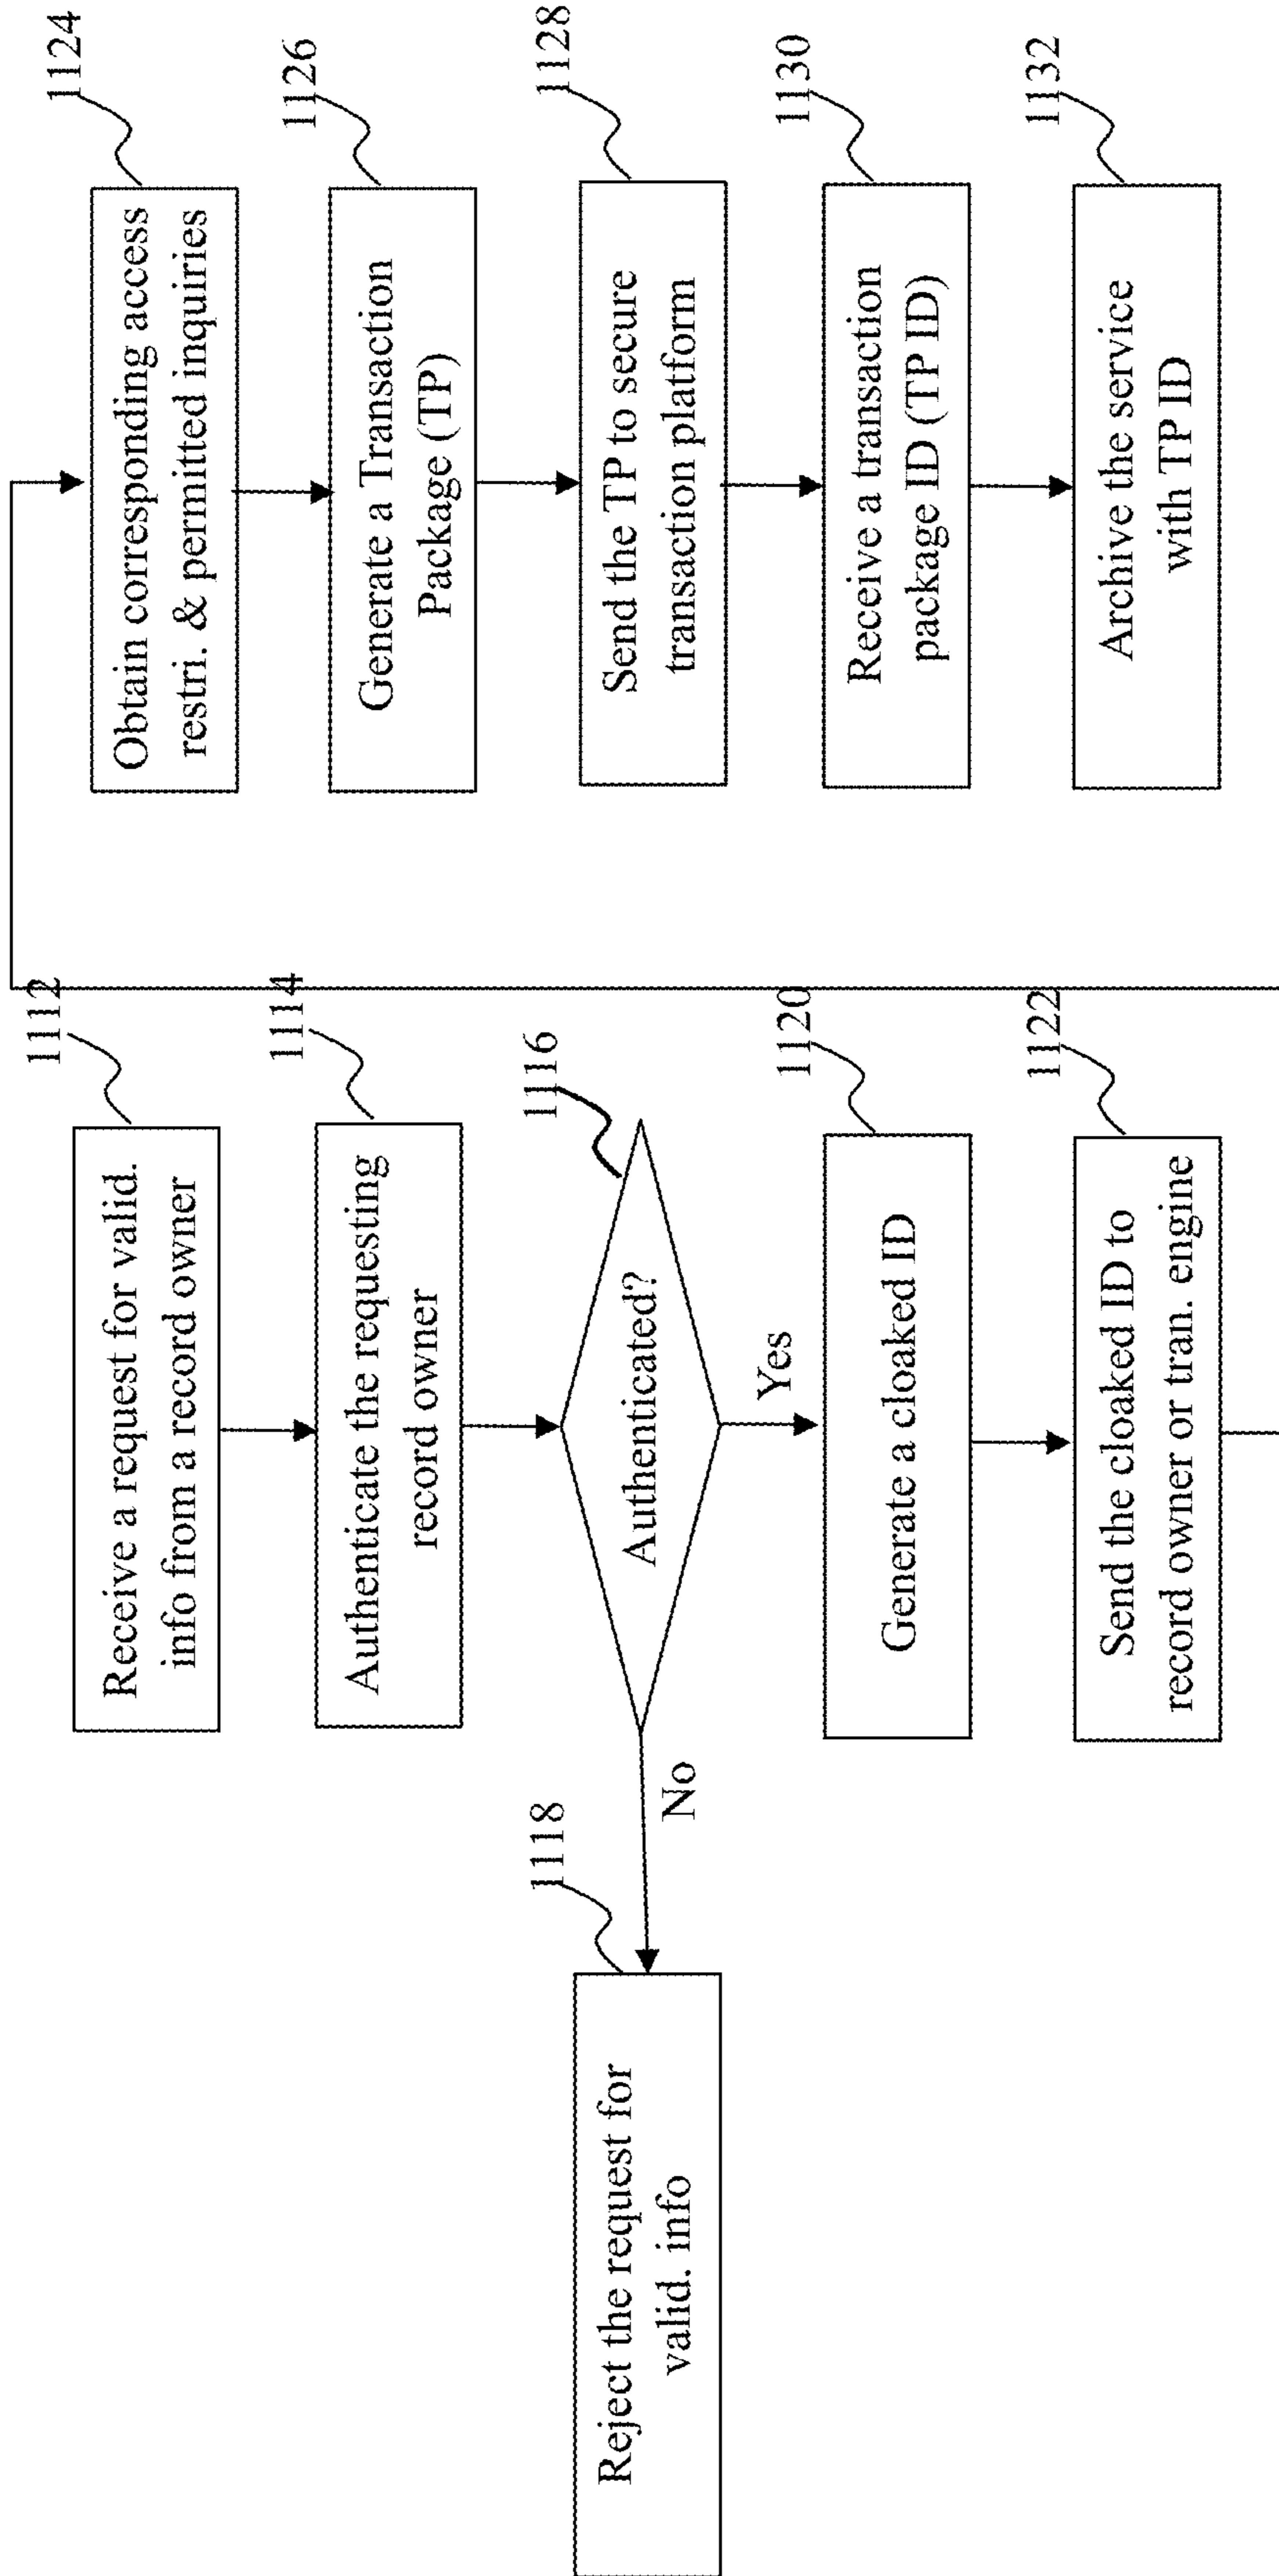 1112
Receive a request for valid.
info from a record owner
1114
Authenticate the requesting
record owner
1116
Authenticated?
No
1118
Reject the request for
valid. info
Yes
1120
Generate a cloaked ID
1122
Send the cloaked ID to
record owner or tran. engine
1124
Obtain corresponding access
restri. & permitted inquiries
1126
Generate a Transaction
Package (TP)
1128
Send the TP to secure
transaction platform
1130
Receive a transaction
package ID (TP ID)
1132
Archive the service
with TP ID